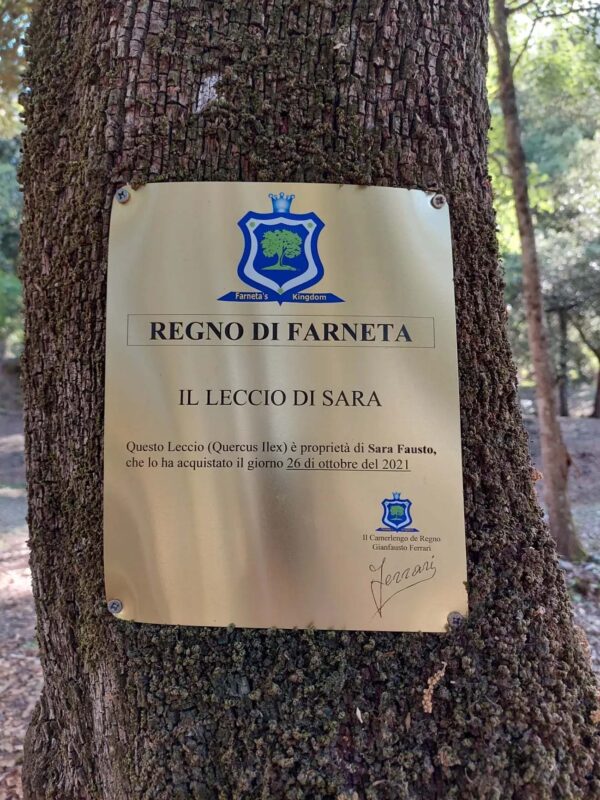 Farneta's Kingdom
REGNO DI FARNETA
IL LECCIO DI SARA
Questo Leccio (Quercus Ilex) è proprietà di Sara Fausto,
che lo ha acquistato il giorno 26 di ottobre del 2021
Il Camerlengo de Regno
Gianfausto Ferrari
Ferrari